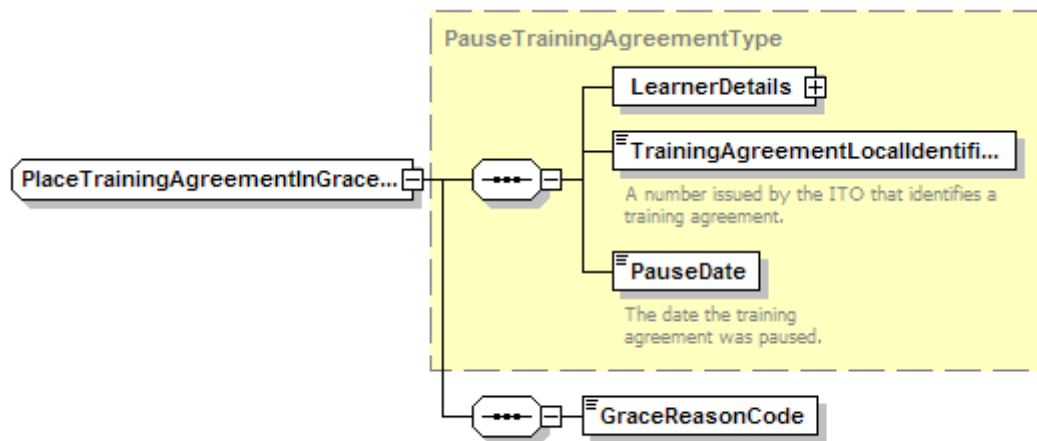 PauseTrainingAgreementType
LearnerDetails
PlaceTrainingAgreementInGrace...
TrainingAgreementLocalIdentifi...
A number issued by the ITO that identifies a
training agreement.
PauseDate
The date the training
agreement was paused.
GraceReasonCode